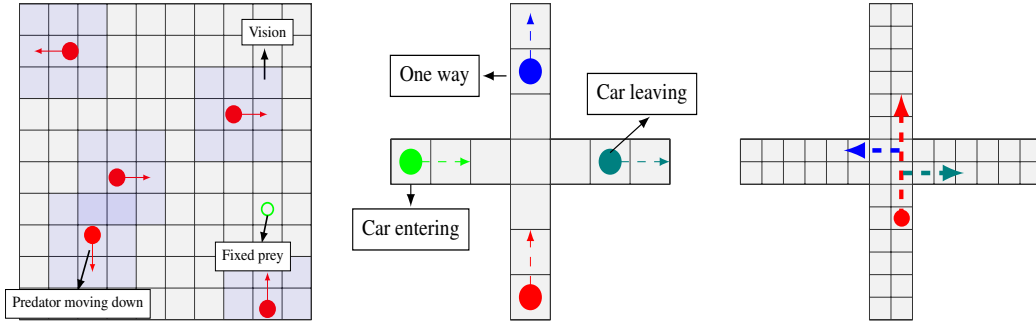 Vision
Fixed prey
Predator moving down
One way
Car leaving
Car entering